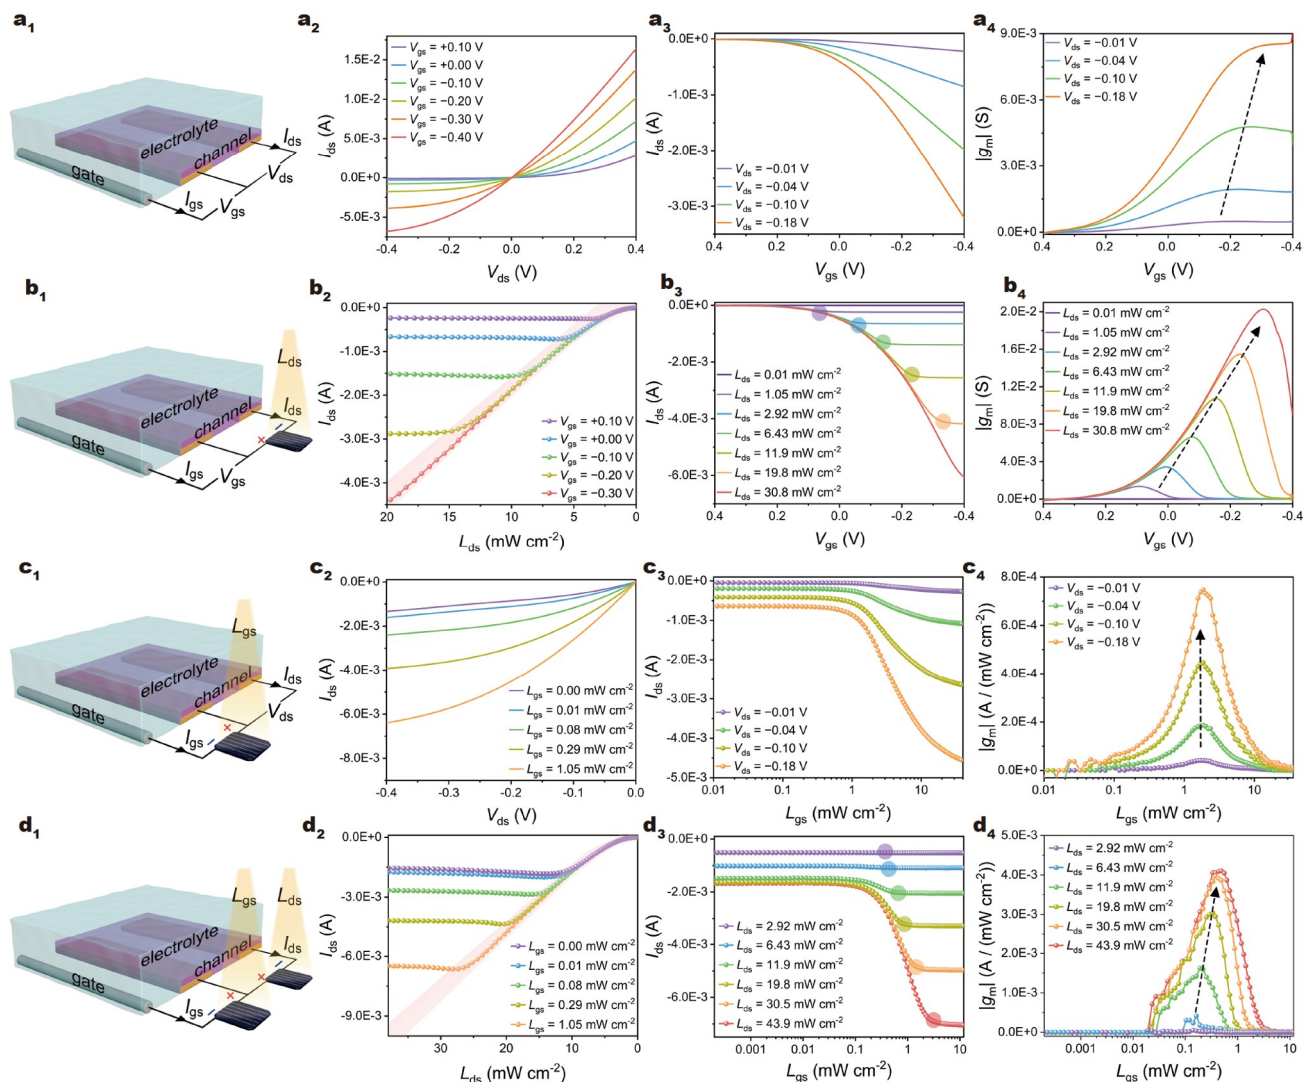 a1
electrolyte
channel
gate
Ids
Vds
Igs
Vgs
a2
Vgs = +0.10 V
Vgs = +0.00 V
Vgs = −0.10 V
Vgs = −0.20 V
Vgs = −0.30 V
Vgs = −0.40 V
1.5E-2
1.0E-2
5.0E-3
0.0E+0
-5.0E-3
Ids (A)
-0.4 -0.2 0.0 0.2 0.4
Vds (V)
a3
0.0E+0
-1.0E-3
-2.0E-3
-3.0E-3
Ids (A)
Vds = −0.01 V
Vds = −0.04 V
Vds = −0.10 V
Vds = −0.18 V
0.4 0.2 0.0 -0.2 -0.4
Vgs (V)
a4
9.0E-3
6.0E-3
3.0E-3
0.0E+0
|gm| (S)
Vds = −0.01 V
Vds = −0.04 V
Vds = −0.10 V
Vds = −0.18 V
0.4 0.2 0.0 -0.2 -0.4
Vgs (V)
b1
Lds
electrolyte
channel
gate
Ids
Igs
Vgs
b2
0.0E+0
-1.0E-3
-2.0E-3
-3.0E-3
-4.0E-3
Ids (A)
Vgs = +0.10 V
Vgs = +0.00 V
Vgs = −0.10 V
Vgs = −0.20 V
Vgs = −0.30 V
20 15 10 5 0
Lds (mW cm-2)
b3
0.0E+0
-2.0E-3
-4.0E-3
-6.0E-3
Ids (A)
Lds = 0.01 mW cm-2
Lds = 1.05 mW cm-2
Lds = 2.92 mW cm-2
Lds = 6.43 mW cm-2
Lds = 11.9 mW cm-2
Lds = 19.8 mW cm-2
Lds = 30.8 mW cm-2
0.4 0.2 0.0 -0.2 -0.4
Vgs (V)
b4
2.0E-2
1.6E-2
1.2E-2
8.0E-3
4.0E-3
0.0E+0
|gm| (S)
Lds = 0.01 mW cm-2
Lds = 1.05 mW cm-2
Lds = 2.92 mW cm-2
Lds = 6.43 mW cm-2
Lds = 11.9 mW cm-2
Lds = 19.8 mW cm-2
Lds = 30.8 mW cm-2
0.4 0.2 0.0 -0.2 -0.4
Vgs (V)
c1
Lgs
electrolyte
channel
gate
Ids
Vds
Igs
c2
0.0E+0
-2.0E-3
-4.0E-3
-6.0E-3
-8.0E-3
Ids (A)
Lgs = 0.00 mW cm-2
Lgs = 0.01 mW cm-2
Lgs = 0.08 mW cm-2
Lgs = 0.29 mW cm-2
Lgs = 1.05 mW cm-2
-0.4 -0.3 -0.2 -0.1 0.0
Vds (V)
c3
0.0E+0
-1.0E-3
-2.0E-3
-3.0E-3
-4.0E-3
-5.0E-3
Ids (A)
Vds = −0.01 V
Vds = −0.04 V
Vds = −0.10 V
Vds = −0.18 V
0.01 0.1 1 10
Lgs (mW cm-2)
c4
8.0E-4
6.0E-4
4.0E-4
2.0E-4
0.0E+0
|gm| (A / (mW cm-2))
Vds = −0.01 V
Vds = −0.04 V
Vds = −0.10 V
Vds = −0.18 V
0.01 0.1 1 10
Lgs (mW cm-2)
d1
Lgs
Lds
electrolyte
channel
gate
Ids
Igs
d2
0.0E+0
-3.0E-3
-6.0E-3
-9.0E-3
Ids (A)
Lgs = 0.00 mW cm-2
Lgs = 0.01 mW cm-2
Lgs = 0.08 mW cm-2
Lgs = 0.29 mW cm-2
Lgs = 1.05 mW cm-2
30 20 10 0
Lds (mW cm-2)
d3
0.0E+0
-2.0E-3
-4.0E-3
-6.0E-3
Ids (A)
Lds = 2.92 mW cm-2
Lds = 6.43 mW cm-2
Lds = 11.9 mW cm-2
Lds = 19.8 mW cm-2
Lds = 30.5 mW cm-2
Lds = 43.9 mW cm-2
0.001 0.01 0.1 1 10
Lgs (mW cm-2)
d4
5.0E-3
4.0E-3
3.0E-3
2.0E-3
1.0E-3
0.0E+0
|gm| (A / (mW cm-2))
Lds = 2.92 mW cm-2
Lds = 6.43 mW cm-2
Lds = 11.9 mW cm-2
Lds = 19.8 mW cm-2
Lds = 30.5 mW cm-2
Lds = 43.9 mW cm-2
0.001 0.01 0.1 1 10
Lgs (mW cm-2)